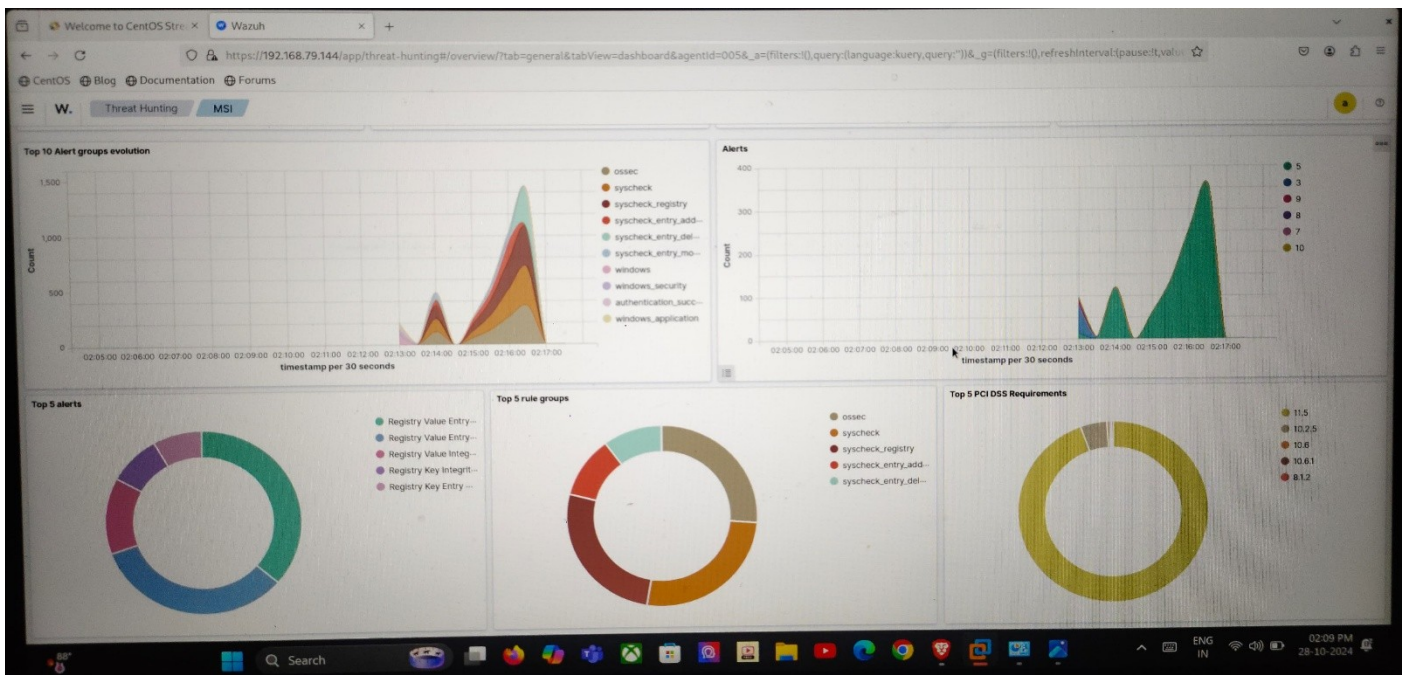 Welcome to CentOS Stre
Wazuh
https://192.168.79.144/app/threat-hunting#/overview/?tab=general&tabView=dashboard&agentId=005&_a=(filters:!(),query:(language:kuery,query:''))&_g=(filters:!(),refreshInterval:(pause:!t,valu
CentOS Blog Documentation Forums
W. Threat Hunting MSI a
Top 10 Alert groups evolution
1,500
1,000
500
0
Count
02:05:00 02:06:00 02:07:00 02:08:00 02:09:00 02:10:00 02:11:00 02:12:00 02:13:00 02:14:00 02:15:00 02:16:00 02:17:00
timestamp per 30 seconds
ossec
syscheck
syscheck_registry
syscheck_entry_add...
syscheck_entry_del...
syscheck_entry_mo...
windows
windows_security
authentication_succ...
windows_application
Alerts
400
300
200
100
0
Count
02:05:00 02:06:00 02:07:00 02:08:00 02:09:00 02:10:00 02:11:00 02:12:00 02:13:00 02:14:00 02:15:00 02:16:00 02:17:00
timestamp per 30 seconds
5
3
9
8
7
10
Top 5 alerts
Registry Value Entry...
Registry Value Entry...
Registry Value Integ...
Registry Key Integrit...
Registry Key Entry ...
Top 5 rule groups
ossec
syscheck
syscheck_registry
syscheck_entry_add...
syscheck_entry_del...
Top 5 PCI DSS Requirements
11.5
10.2.5
10.6
10.6.1
8.1.2
88°
Search
ENG
IN
02:09 PM
28-10-2024